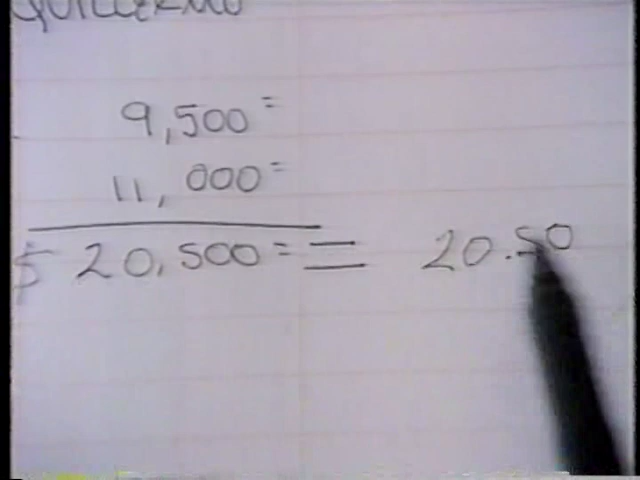 9,500=
11,000=
$ 20,500= = 20.50